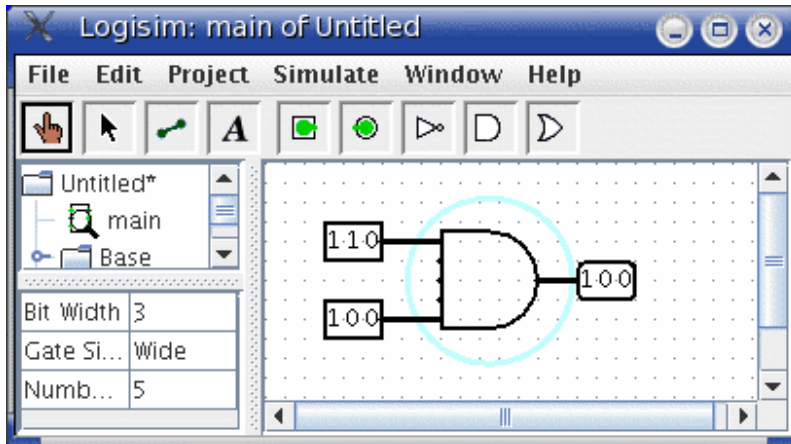 Logisim: main of Untitled
File Edit Project Simulate Window Help
A
Untitled*
main
Base
Bit Width 3
Gate Si... Wide
Numb... 5
110
100
100